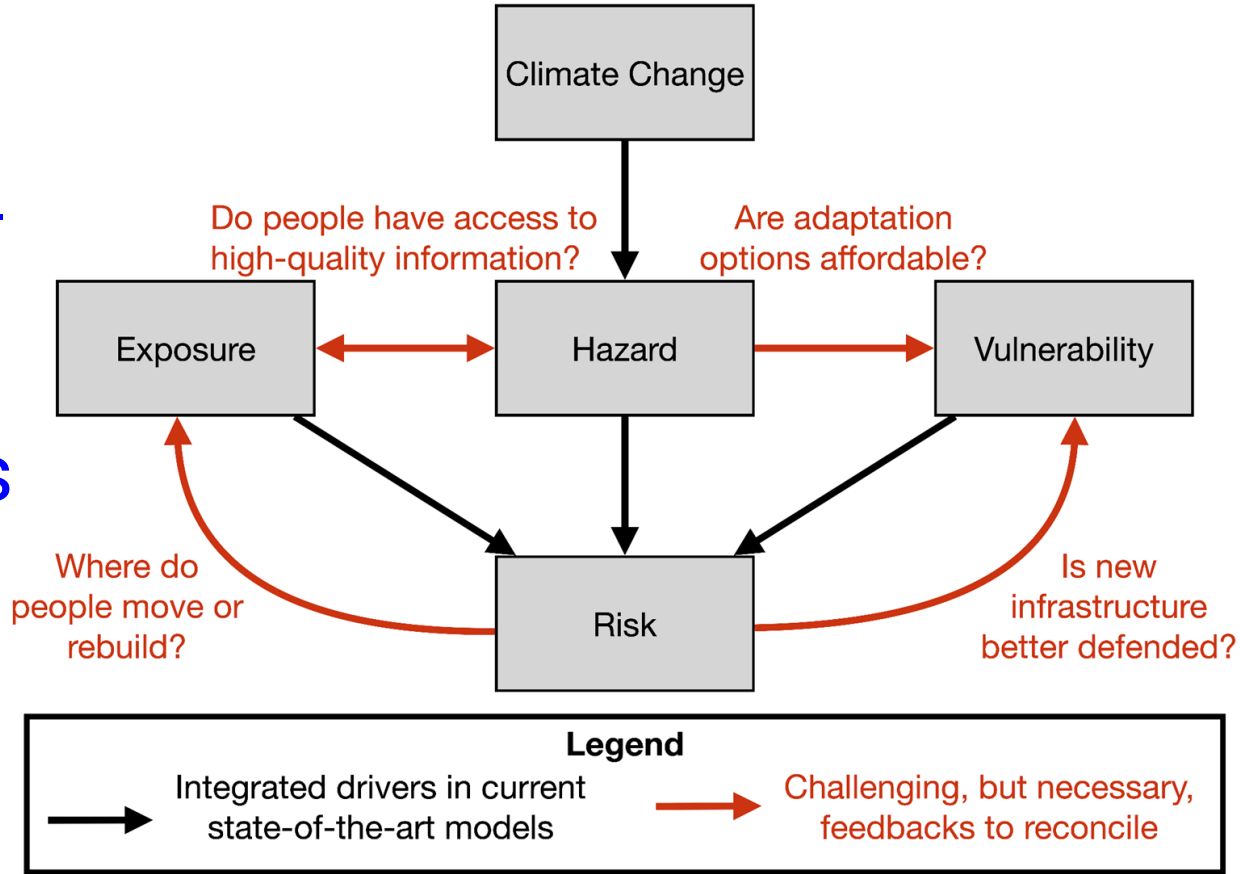 Climate Change
Do people have access to
high-quality information?
Are adaptation
options affordable?
Exposure
Hazard
Vulnerability
s
Where do
people move or
rebuild?
Risk
Is new
infrastructure
better defended?
Legend
Integrated drivers in current
state-of-the-art models
Challenging, but necessary,
feedbacks to reconcile